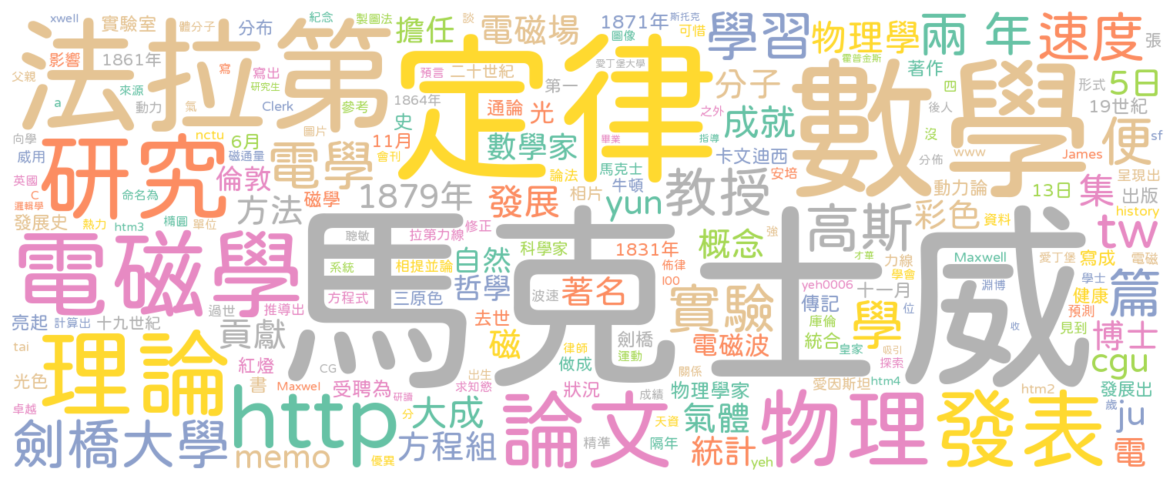 xwell 實驗室 紀念 體分子 製圖法 分布 談 擔任 電磁場 1871年 斯托克 圖像 可惜 學習 物理學 兩 年 速度 張
法拉第 定律 數學
影響 1861年 寫 寫出 父親 來源 研究生 預言 二十世紀 愛丁堡大學 霍普金斯 著作 四 形式 5日
a 動力 氣 Clerk 參考 1864年 通論 光 第一 分子 之外 成就 後人 19世紀
向學 nctu 6月 圖片 史 11月 數學家 畢業 指導 沒 便 sf
威用 研究 磁通量 倫敦 電學 會刊 論法 馬克士 卡文迪西 安培 分佈 www James 呈現出
英國 C 命名為 磁學 1879年 相片 牛頓 教授 動力論 13日 集 出版
邏輯學 熱力 橢圓 單位 方法 發展 yun 高斯 彩色 資料 history
發展史 htm3 聰敏 拉第力線 修正 科學家 1831年 強 概念 才華 力線 Maxwell 愛丁堡 寫成 電磁 tw
電磁學 馬克士威 系統 相提並論 自然 佈律 100 yeh0006 學會 學士 淵博 健康 篇
過世 方程式 三原色 哲學 波速 著名 十一月 傳記 位 預測
亮起 計算出 十九世紀 推導出 貢獻 去世 劍橋 實驗 庫倫 學 統合 見到 博士
tai 理論 紅燈 CG 磁 律師 運動 做成 電磁波 皇家 收 吸引 探索 cgu
光色 書 Maxwel 受聘為 出生 求知慾 狀況 關係 成績 物理學家 愛因斯坦 htm4 htm2 發展出
卓越 http 研讀 大成 分 論文 天資 氣體 物理 發表 歲 ju
劍橋大學 memo 優異 方程組 精準 隔年 統計 yeh 電